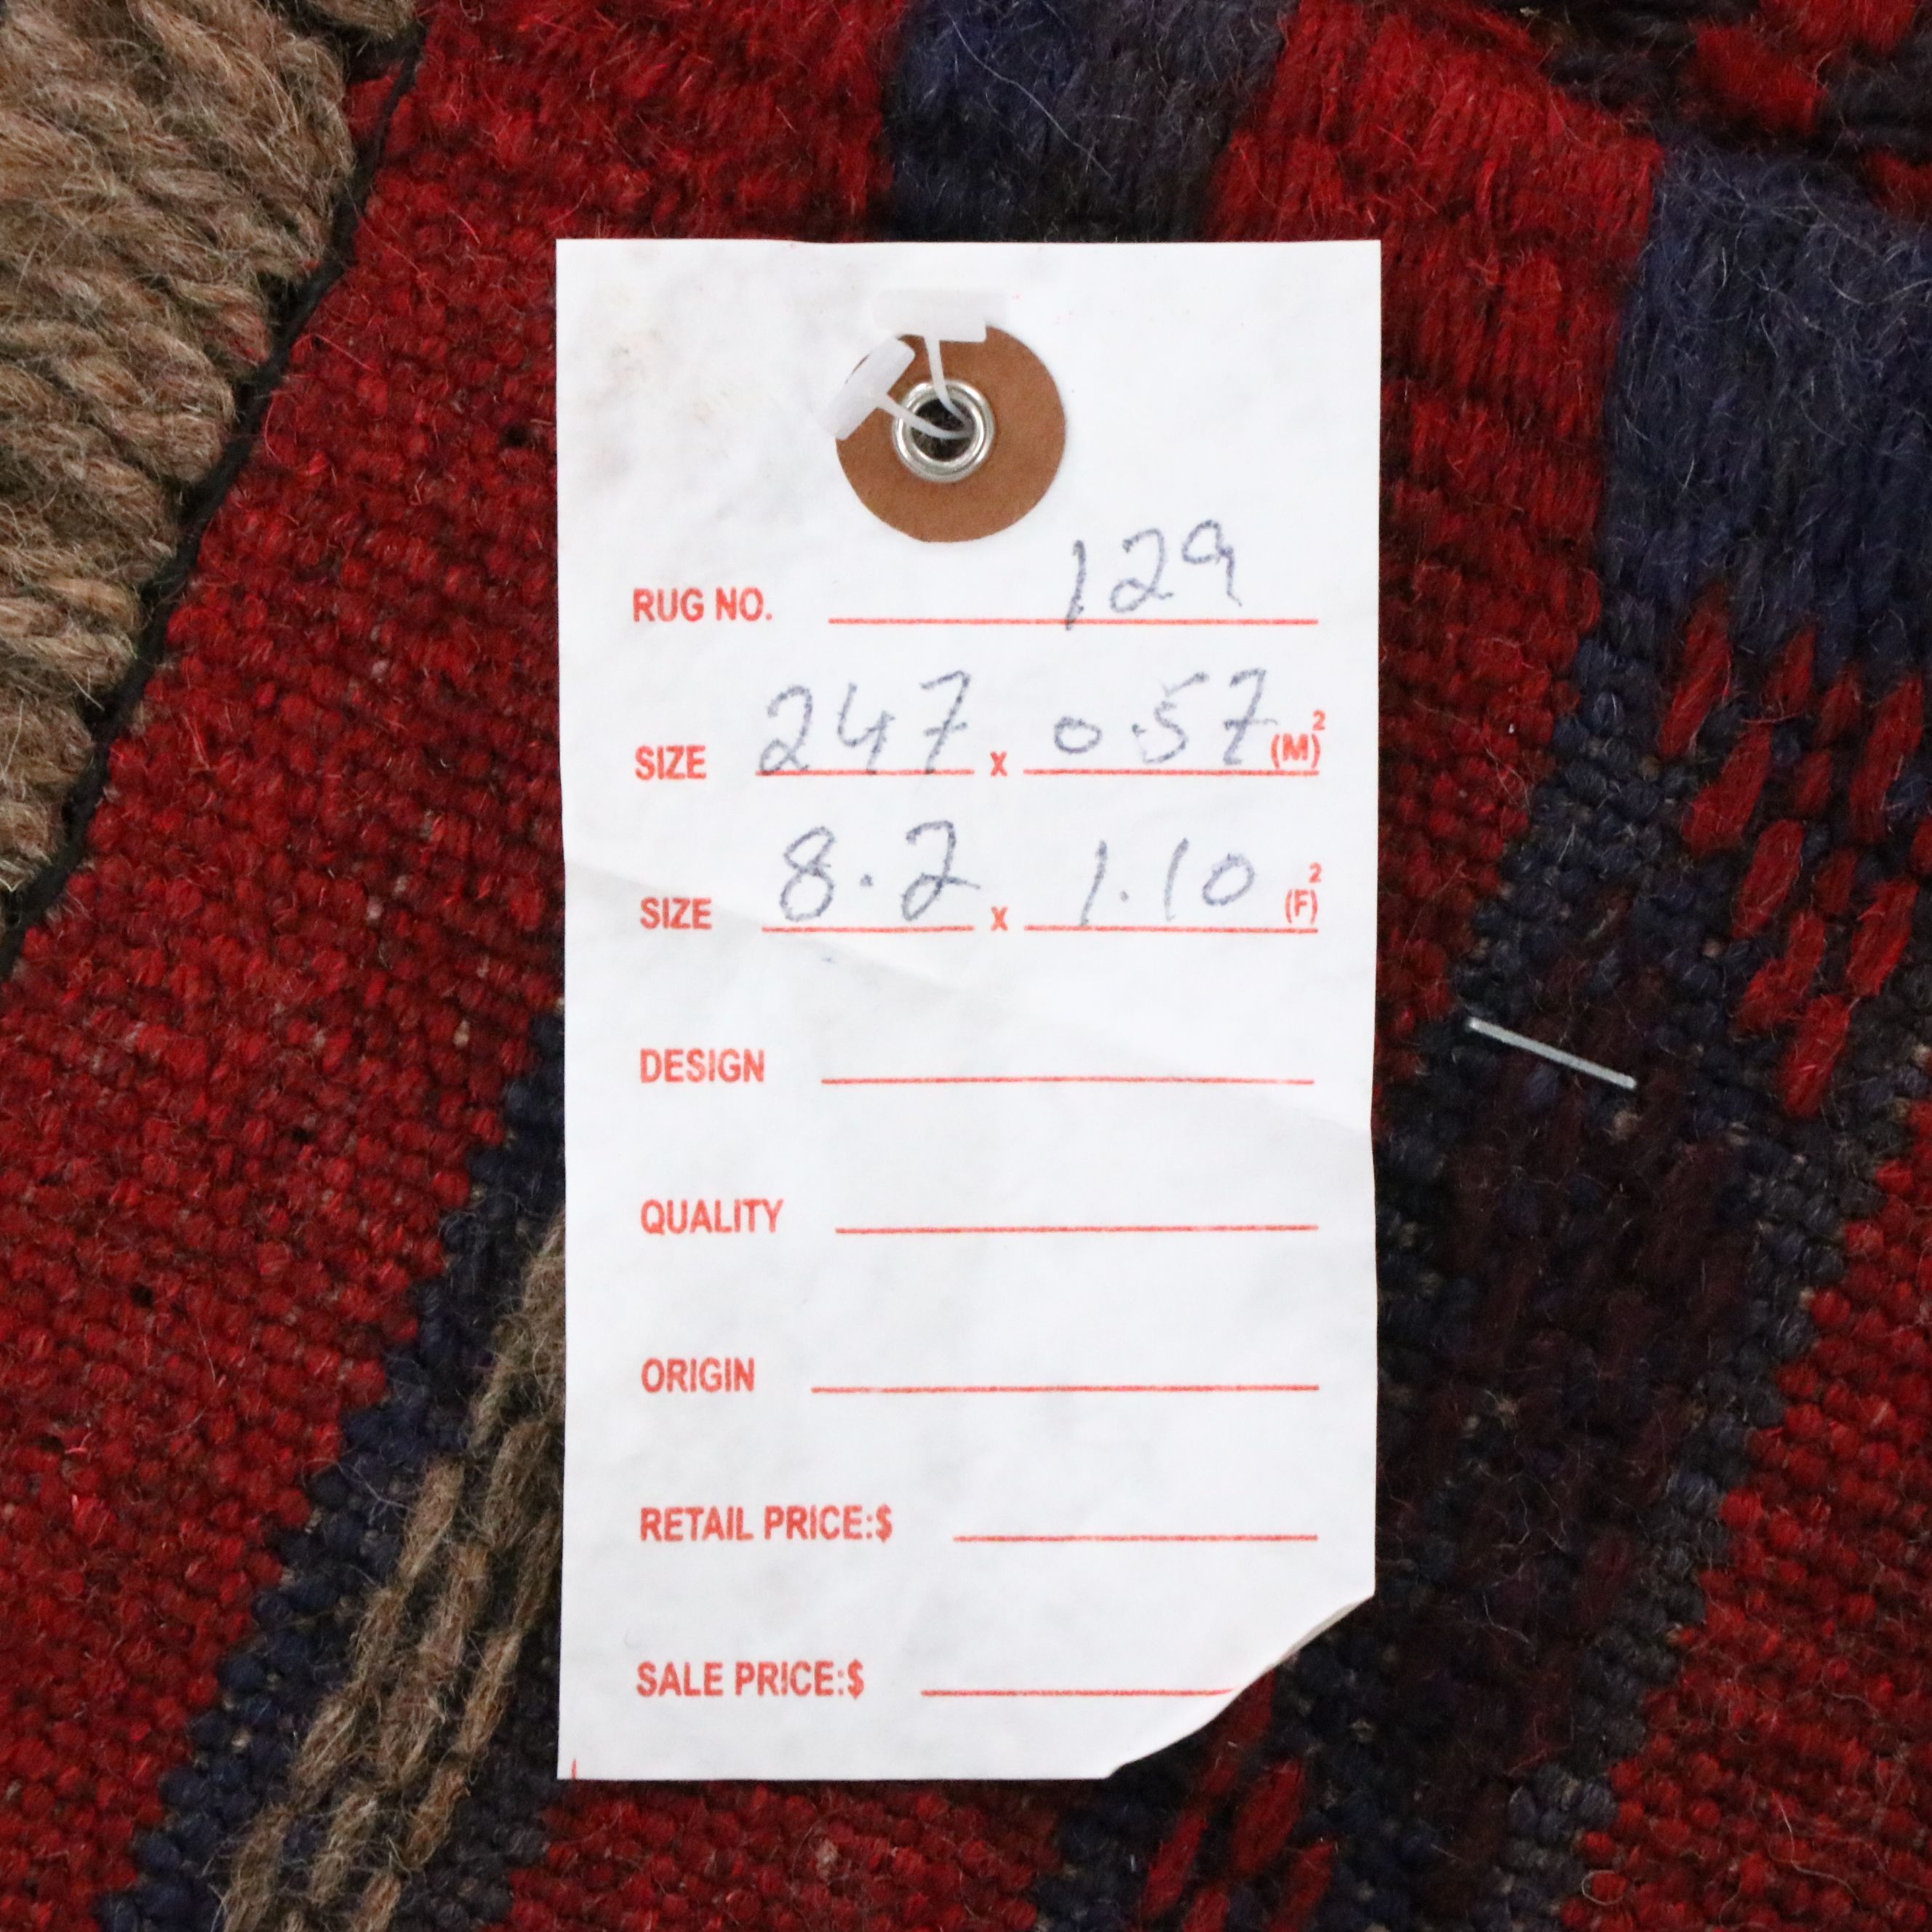 RUG NO. 129
SIZE 247 x 0.57 (M)²
SIZE 8.2 x 1.10 (F)²
DESIGN
QUALITY
ORIGIN
RETAIL PRICE:$
SALE PRICE:$